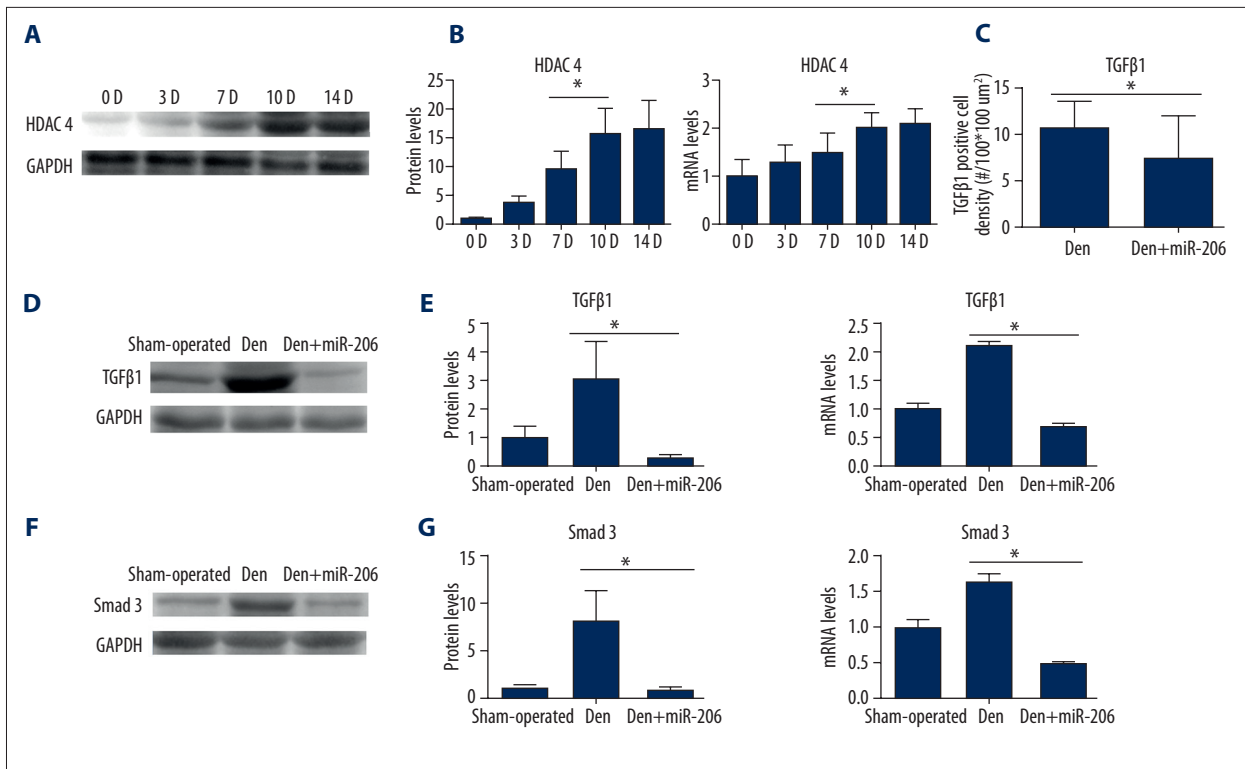 A
0 D 3 D 7 D 10 D 14 D
HDAC 4
GAPDH
B
HDAC 4
Protein levels
25
20
15
10
5
0
*
0 D 3 D 7 D 10 D 14 D
HDAC 4
mRNA levels
3
2
1
0
*
0 D 3 D 7 D 10 D 14 D
C
TGFβ1
TGFβ1 positive cell
density (#/100*100 um²)
15
10
5
0
*
Den Den+miR-206
D
Sham-operated Den Den+miR-206
TGFβ1
GAPDH
E
TGFβ1
Protein levels
5
4
3
2
1
0
*
Sham-operated Den Den+miR-206
TGFβ1
mRNA levels
2.5
2.0
1.5
1.0
0.5
0.0
*
Sham-operated Den Den+miR-206
F
Sham-operated Den Den+miR-206
Smad 3
GAPDH
G
Smad 3
Protein levels
15
10
5
0
*
Sham-operated Den Den+miR-206
Smad 3
mRNA levels
2.0
1.5
1.0
0.5
0.0
*
Sham-operated Den Den+miR-206